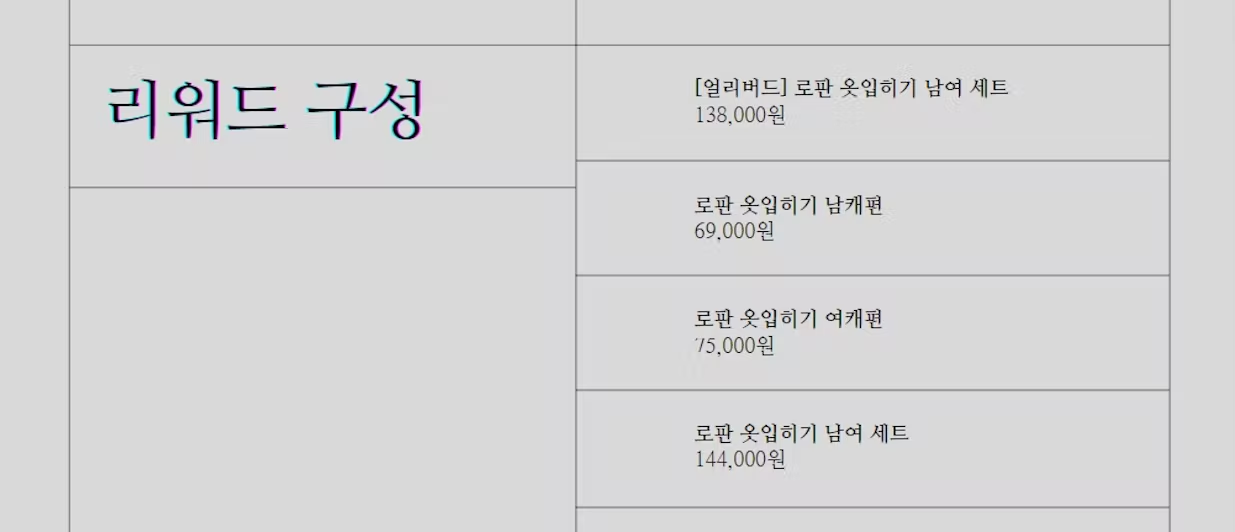 리워드 구성
[얼리버드] 로판 옷입히기 남여 세트
138,000원
로판 옷입히기 남캐편
69,000원
로판 옷입히기 여캐편
75,000원
로판 옷입히기 남여 세트
144,000원